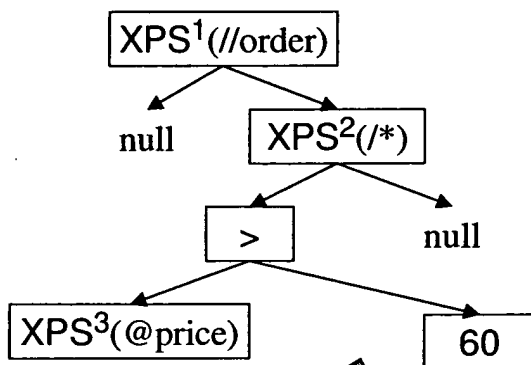 XPS¹(//order)
null
XPS²(/*)
>
null
XPS³(@price)
60